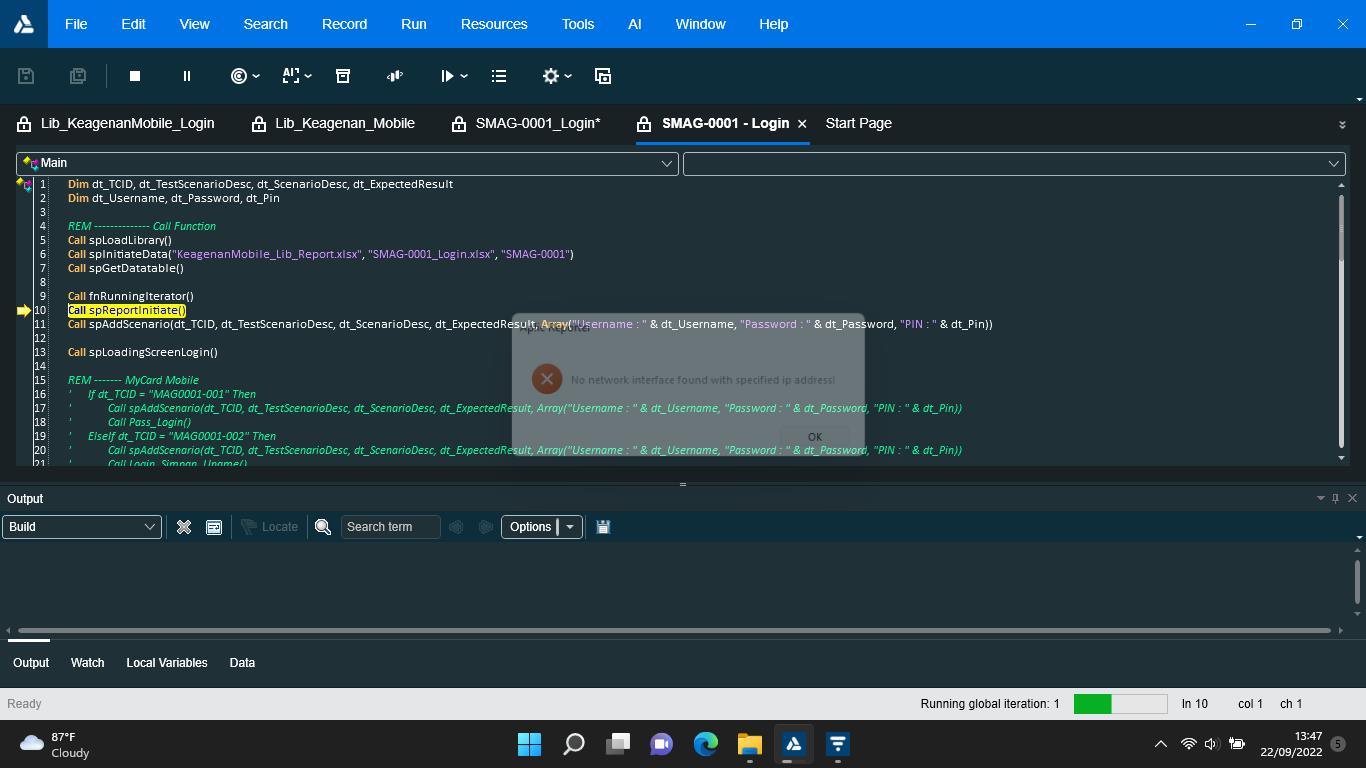 File Edit View Search Record Run Resources Tools AI Window Help
Lib_KeagenanMobile_Login Lib_Keagenan_Mobile SMAG-0001_Login* SMAG-0001 - Login × Start Page
Main
1 Dim dt_TCID, dt_TestScenarioDesc, dt_ScenarioDesc, dt_ExpectedResult
2 Dim dt_Username, dt_Password, dt_Pin
3
4 REM -------------- Call Function
5 Call spLoadLibrary()
6 Call spInitiateData("KeagenanMobile_Lib_Report.xlsx", "SMAG-0001_Login.xlsx", "SMAG-0001")
7 Call spGetDatatable()
8
9 Call fnRunningIterator()
10 Call spReportInitiate()
11 Call spAddScenario(dt_TCID, dt_TestScenarioDesc, dt_ScenarioDesc, dt_ExpectedResult, Array("Username : " & dt_Username, "Password : " & dt_Password, "PIN : " & dt_Pin))
12
13 Call spLoadingScreenLogin()
14
15 REM ------- MyCard Mobile
16 ' If dt_TCID = "MAG0001-001" Then
17 ' Call spAddScenario(dt_TCID, dt_TestScenarioDesc, dt_ScenarioDesc, dt_ExpectedResult, Array("Username : " & dt_Username, "Password : " & dt_Password, "PIN : " & dt_Pin))
18 ' Call Pass_Login()
19 ' ElseIf dt_TCID = "MAG0001-002" Then
20 ' Call spAddScenario(dt_TCID, dt_TestScenarioDesc, dt_ScenarioDesc, dt_ExpectedResult, Array("Username : " & dt_Username, "Password : " & dt_Password, "PIN : " & dt_Pin))
21 ' Call Login_Simpan_Uname()
Reporter
No network interface found with specified ip address!
OK
Output
Build Locate Search term Options
Output Watch Local Variables Data
Ready Running global iteration: 1 ln 10 col 1 ch 1
87°F
Cloudy
13:47
22/09/2022 5